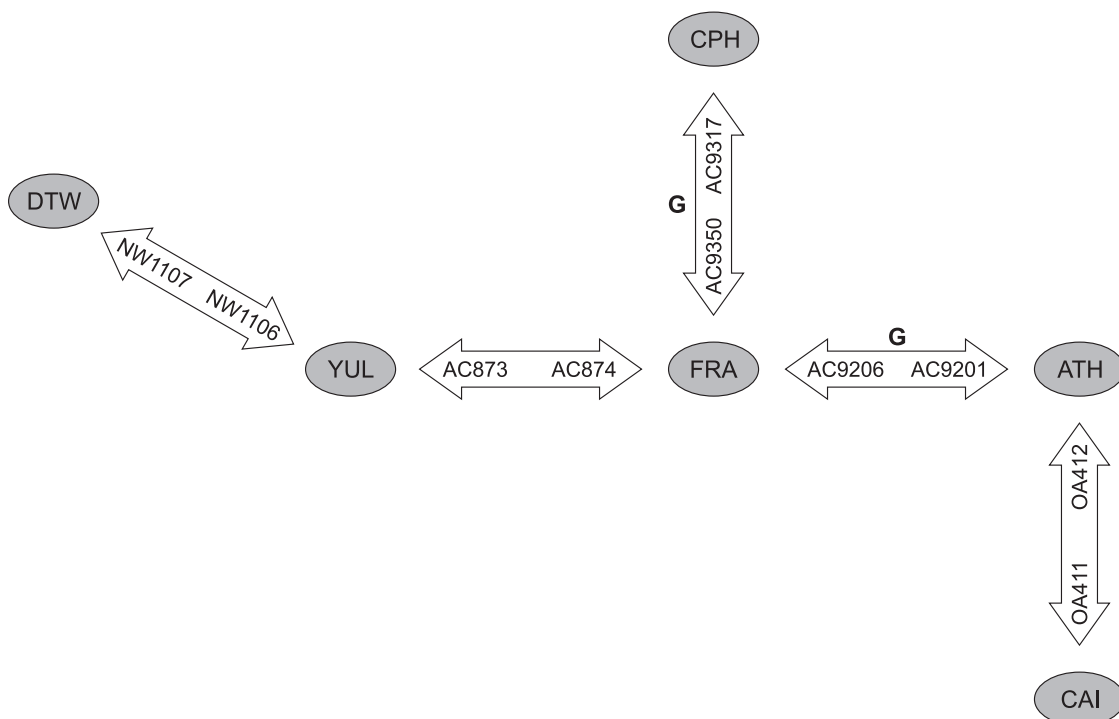 CPH
AC9317
G
AC9350
DTW
NW1107
NW1106
YUL
AC873
AC874
FRA
G
AC9206
AC9201
ATH
OA412
OA411
CAI